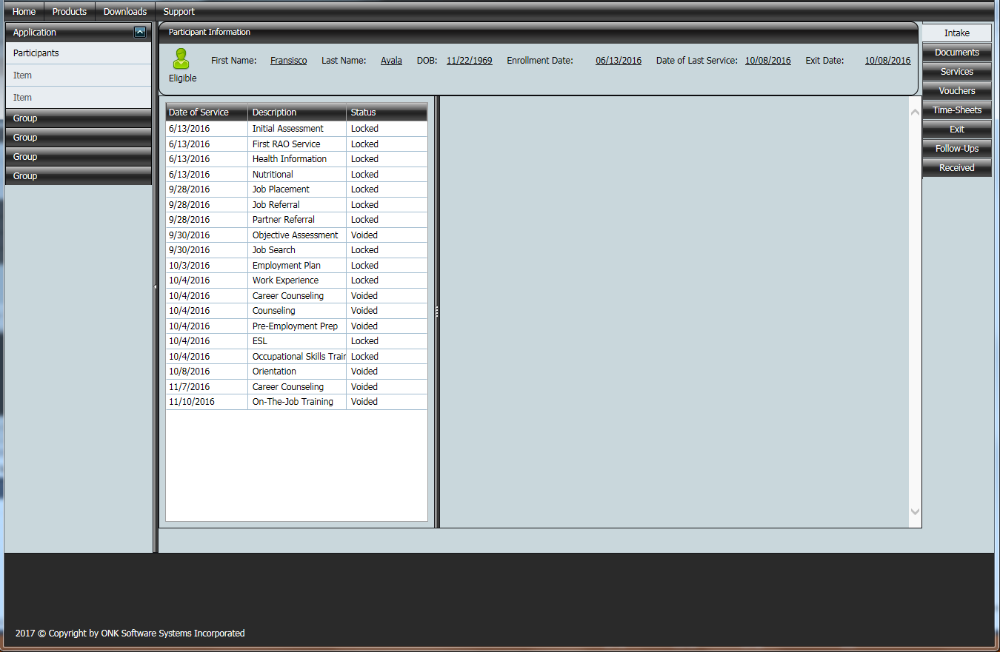 Home Products Downloads Support
Application
Participants
Item
Item
Group
Group
Group
Group
Participant Information
First Name: Fransisco Last Name: Ayala DOB: 11/22/1969 Enrollment Date: 06/13/2016 Date of Last Service: 10/08/2016 Exit Date: 10/08/2016
Eligible
Date of Service Description Status
6/13/2016 Initial Assessment Locked
6/13/2016 First RAO Service Locked
6/13/2016 Health Information Locked
6/13/2016 Nutritional Locked
9/28/2016 Job Placement Locked
9/28/2016 Job Referral Locked
9/28/2016 Partner Referral Locked
9/30/2016 Objective Assessment Voided
9/30/2016 Job Search Locked
10/3/2016 Employment Plan Locked
10/4/2016 Work Experience Locked
10/4/2016 Career Counseling Voided
10/4/2016 Counseling Voided
10/4/2016 Pre-Employment Prep Voided
10/4/2016 ESL Locked
10/4/2016 Occupational Skills Train Locked
10/8/2016 Orientation Voided
11/7/2016 Career Counseling Voided
11/10/2016 On-The-Job Training Voided
Intake
Documents
Services
Vouchers
Time-Sheets
Exit
Follow-Ups
Received
2017 © Copyright by ONK Software Systems Incorporated